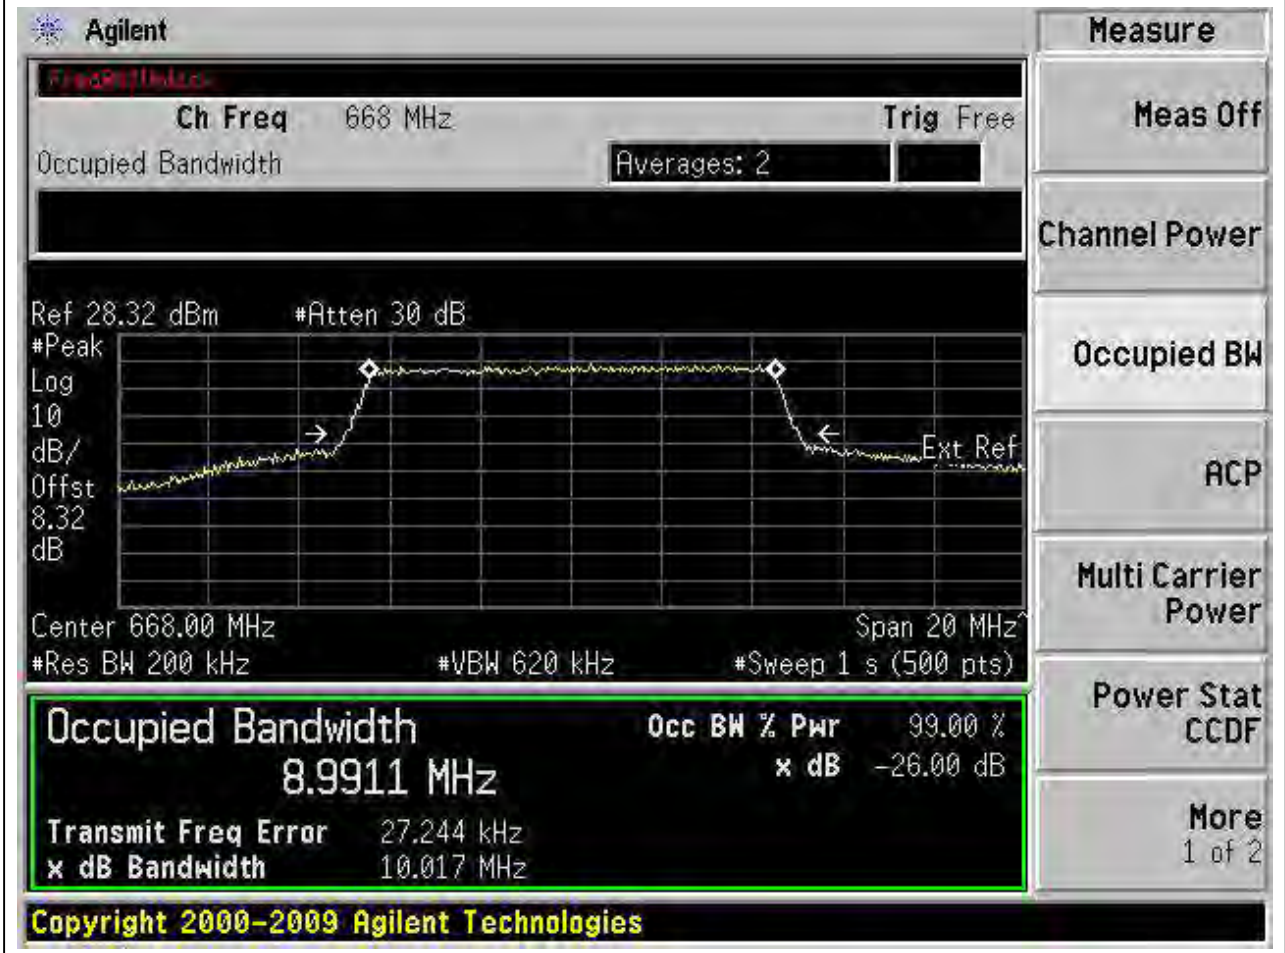 Agilent
Measure
Ch Freq 668 MHz Trig Free
Occupied Bandwidth Averages: 2
Meas Off
Channel Power
Occupied BW
ACP
Multi Carrier
Power
Power Stat
CCDF
More
1 of 2
Ref 28.32 dBm #Atten 30 dB
#Peak
Log
10
dB/
Offst
8.32
dB
Ext Ref
Center 668.00 MHz Span 20 MHz^
#Res BW 200 kHz #VBW 620 kHz #Sweep 1 s (500 pts)
Occupied Bandwidth
8.9911 MHz
Occ BW % Pwr 99.00 %
x dB -26.00 dB
Transmit Freq Error 27.244 kHz
x dB Bandwidth 10.017 MHz
Copyright 2000-2009 Agilent Technologies